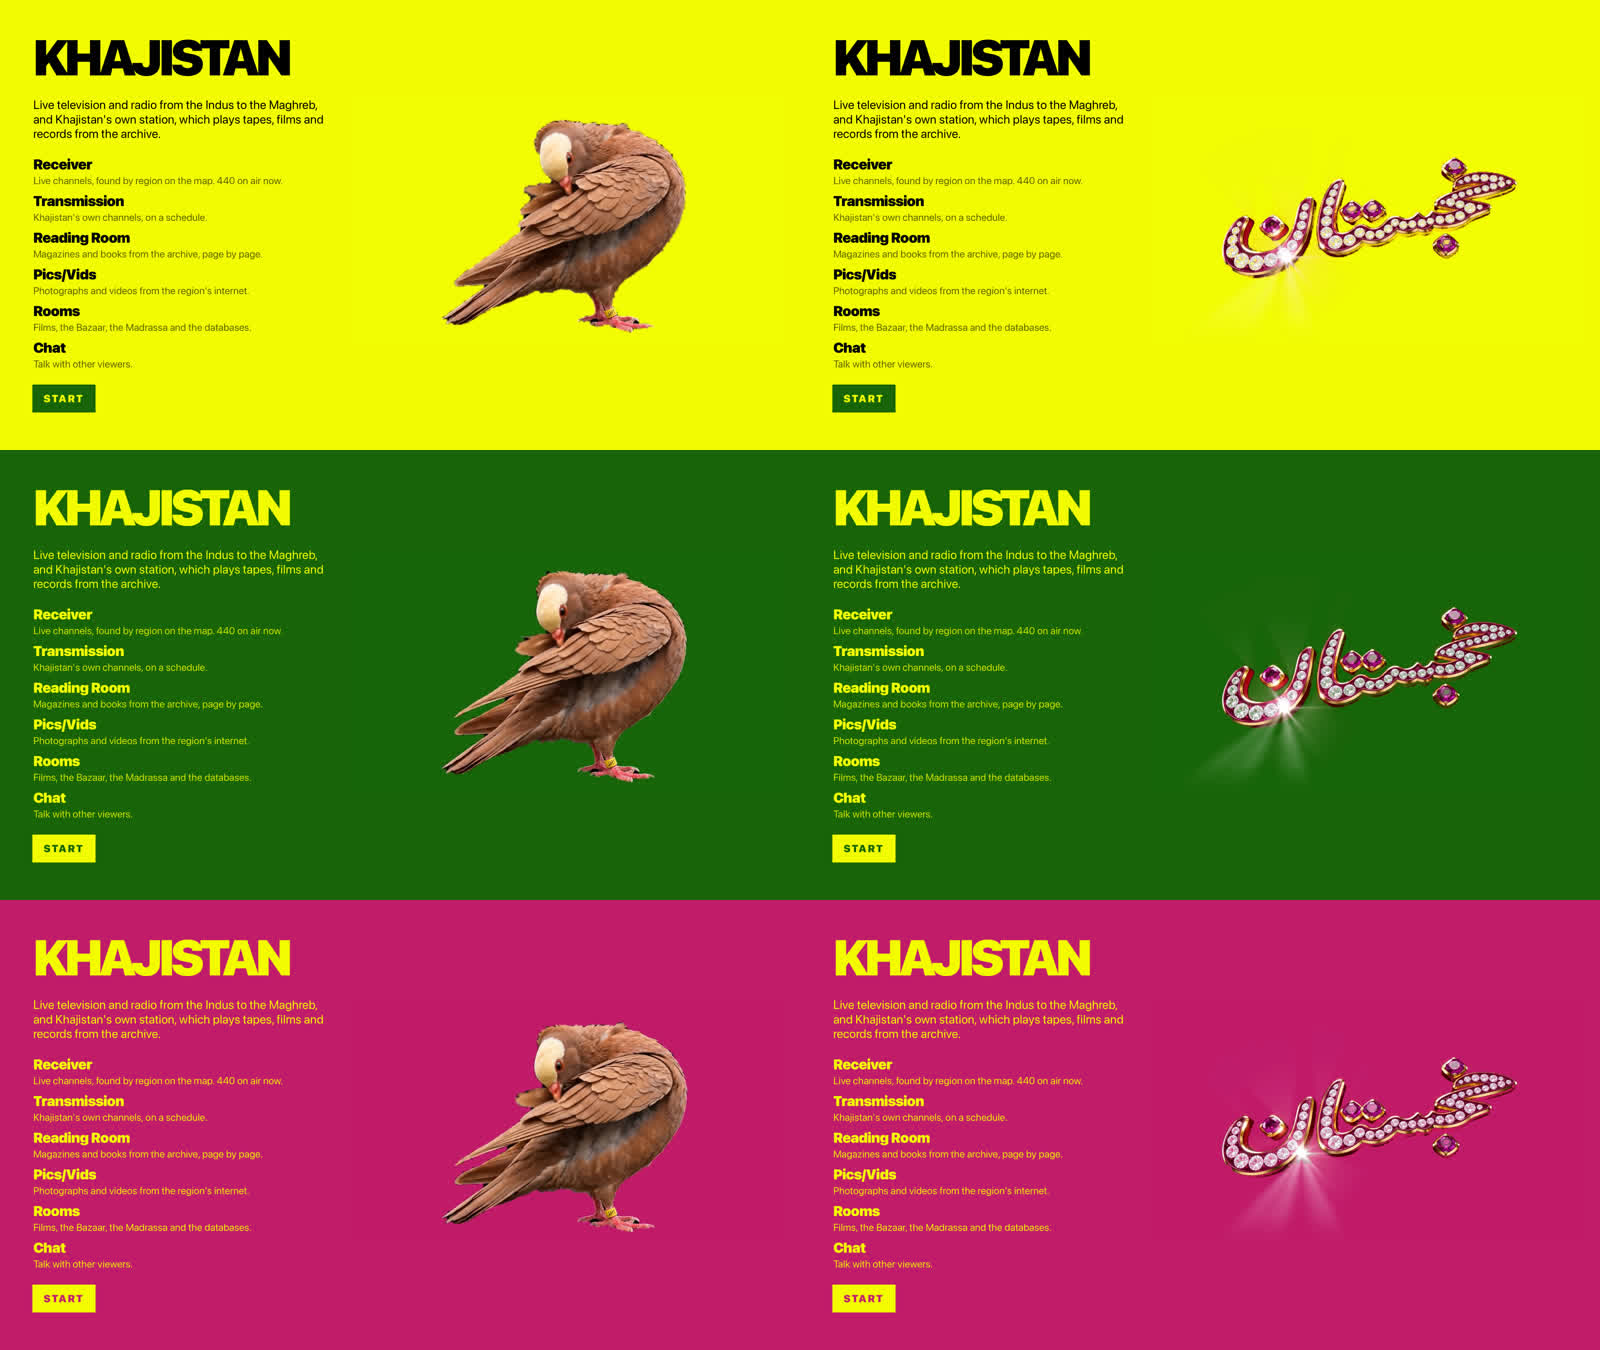 KHAJISTAN
Live television and radio from the Indus to the Maghreb,
and Khajistan's own station, which plays tapes, films and
records from the archive.
Receiver
Live channels, found by region on the map. 440 on air now.
Transmission
Khajistan's own channels, on a schedule.
Reading Room
Magazines and books from the archive, page by page.
Pics/Vids
Photographs and videos from the region's internet.
Rooms
Films, the Bazaar, the Madrassa and the databases.
Chat
Talk with other viewers.
START
KHAJISTAN
Live television and radio from the Indus to the Maghreb,
and Khajistan's own station, which plays tapes, films and
records from the archive.
Receiver
Live channels, found by region on the map. 440 on air now.
Transmission
Khajistan's own channels, on a schedule.
Reading Room
Magazines and books from the archive, page by page.
Pics/Vids
Photographs and videos from the region's internet.
Rooms
Films, the Bazaar, the Madrassa and the databases.
Chat
Talk with other viewers.
START
کھجستان
KHAJISTAN
Live television and radio from the Indus to the Maghreb,
and Khajistan's own station, which plays tapes, films and
records from the archive.
Receiver
Live channels, found by region on the map. 440 on air now.
Transmission
Khajistan's own channels, on a schedule.
Reading Room
Magazines and books from the archive, page by page.
Pics/Vids
Photographs and videos from the region's internet.
Rooms
Films, the Bazaar, the Madrassa and the databases.
Chat
Talk with other viewers.
START
KHAJISTAN
Live television and radio from the Indus to the Maghreb,
and Khajistan's own station, which plays tapes, films and
records from the archive.
Receiver
Live channels, found by region on the map. 440 on air now.
Transmission
Khajistan's own channels, on a schedule.
Reading Room
Magazines and books from the archive, page by page.
Pics/Vids
Photographs and videos from the region's internet.
Rooms
Films, the Bazaar, the Madrassa and the databases.
Chat
Talk with other viewers.
START
KHAJISTAN
Live television and radio from the Indus to the Maghreb,
and Khajistan's own station, which plays tapes, films and
records from the archive.
Receiver
Live channels, found by region on the map. 440 on air now.
Transmission
Khajistan's own channels, on a schedule.
Reading Room
Magazines and books from the archive, page by page.
Pics/Vids
Photographs and videos from the region's internet.
Rooms
Films, the Bazaar, the Madrassa and the databases.
Chat
Talk with other viewers.
START
KHAJISTAN
Live television and radio from the Indus to the Maghreb,
and Khajistan's own station, which plays tapes, films and
records from the archive.
Receiver
Live channels, found by region on the map. 440 on air now.
Transmission
Khajistan's own channels, on a schedule.
Reading Room
Magazines and books from the archive, page by page.
Pics/Vids
Photographs and videos from the region's internet.
Rooms
Films, the Bazaar, the Madrassa and the databases.
Chat
Talk with other viewers.
START